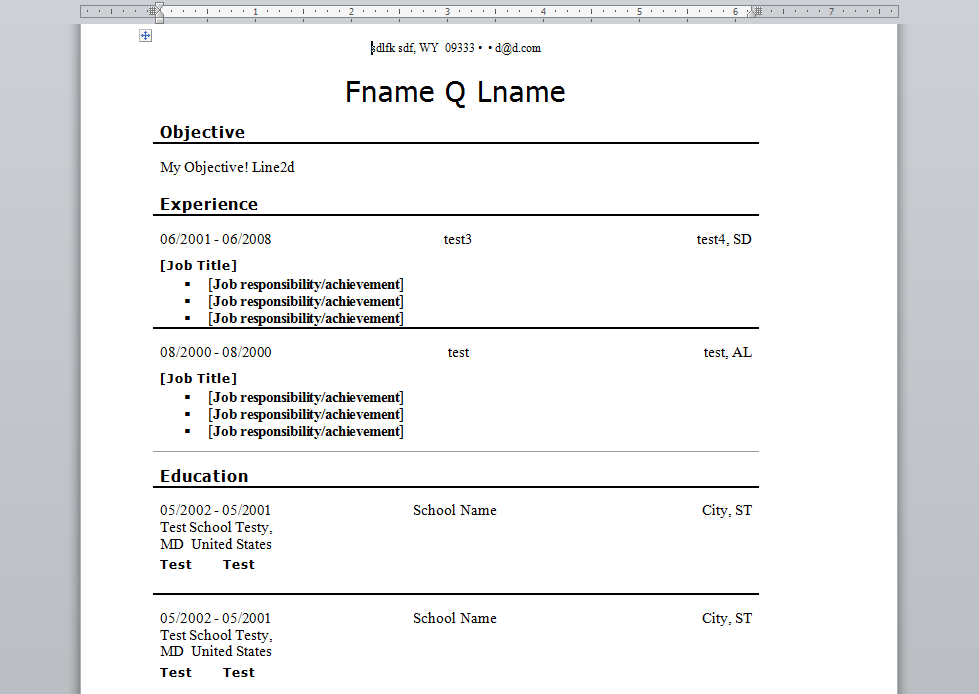 1 2 3 4 5 6 7
sdlfk sdf, WY 09333 • • d@d.com
Fname Q Lname
Objective
My Objective! Line2d
Experience
06/2001 - 06/2008 test3 test4, SD
[Job Title]
▪ [Job responsibility/achievement]
▪ [Job responsibility/achievement]
▪ [Job responsibility/achievement]
08/2000 - 08/2000 test test, AL
[Job Title]
▪ [Job responsibility/achievement]
▪ [Job responsibility/achievement]
▪ [Job responsibility/achievement]
Education
05/2002 - 05/2001 School Name City, ST
Test School Testy,
MD United States
Test Test
05/2002 - 05/2001 School Name City, ST
Test School Testy,
MD United States
Test Test